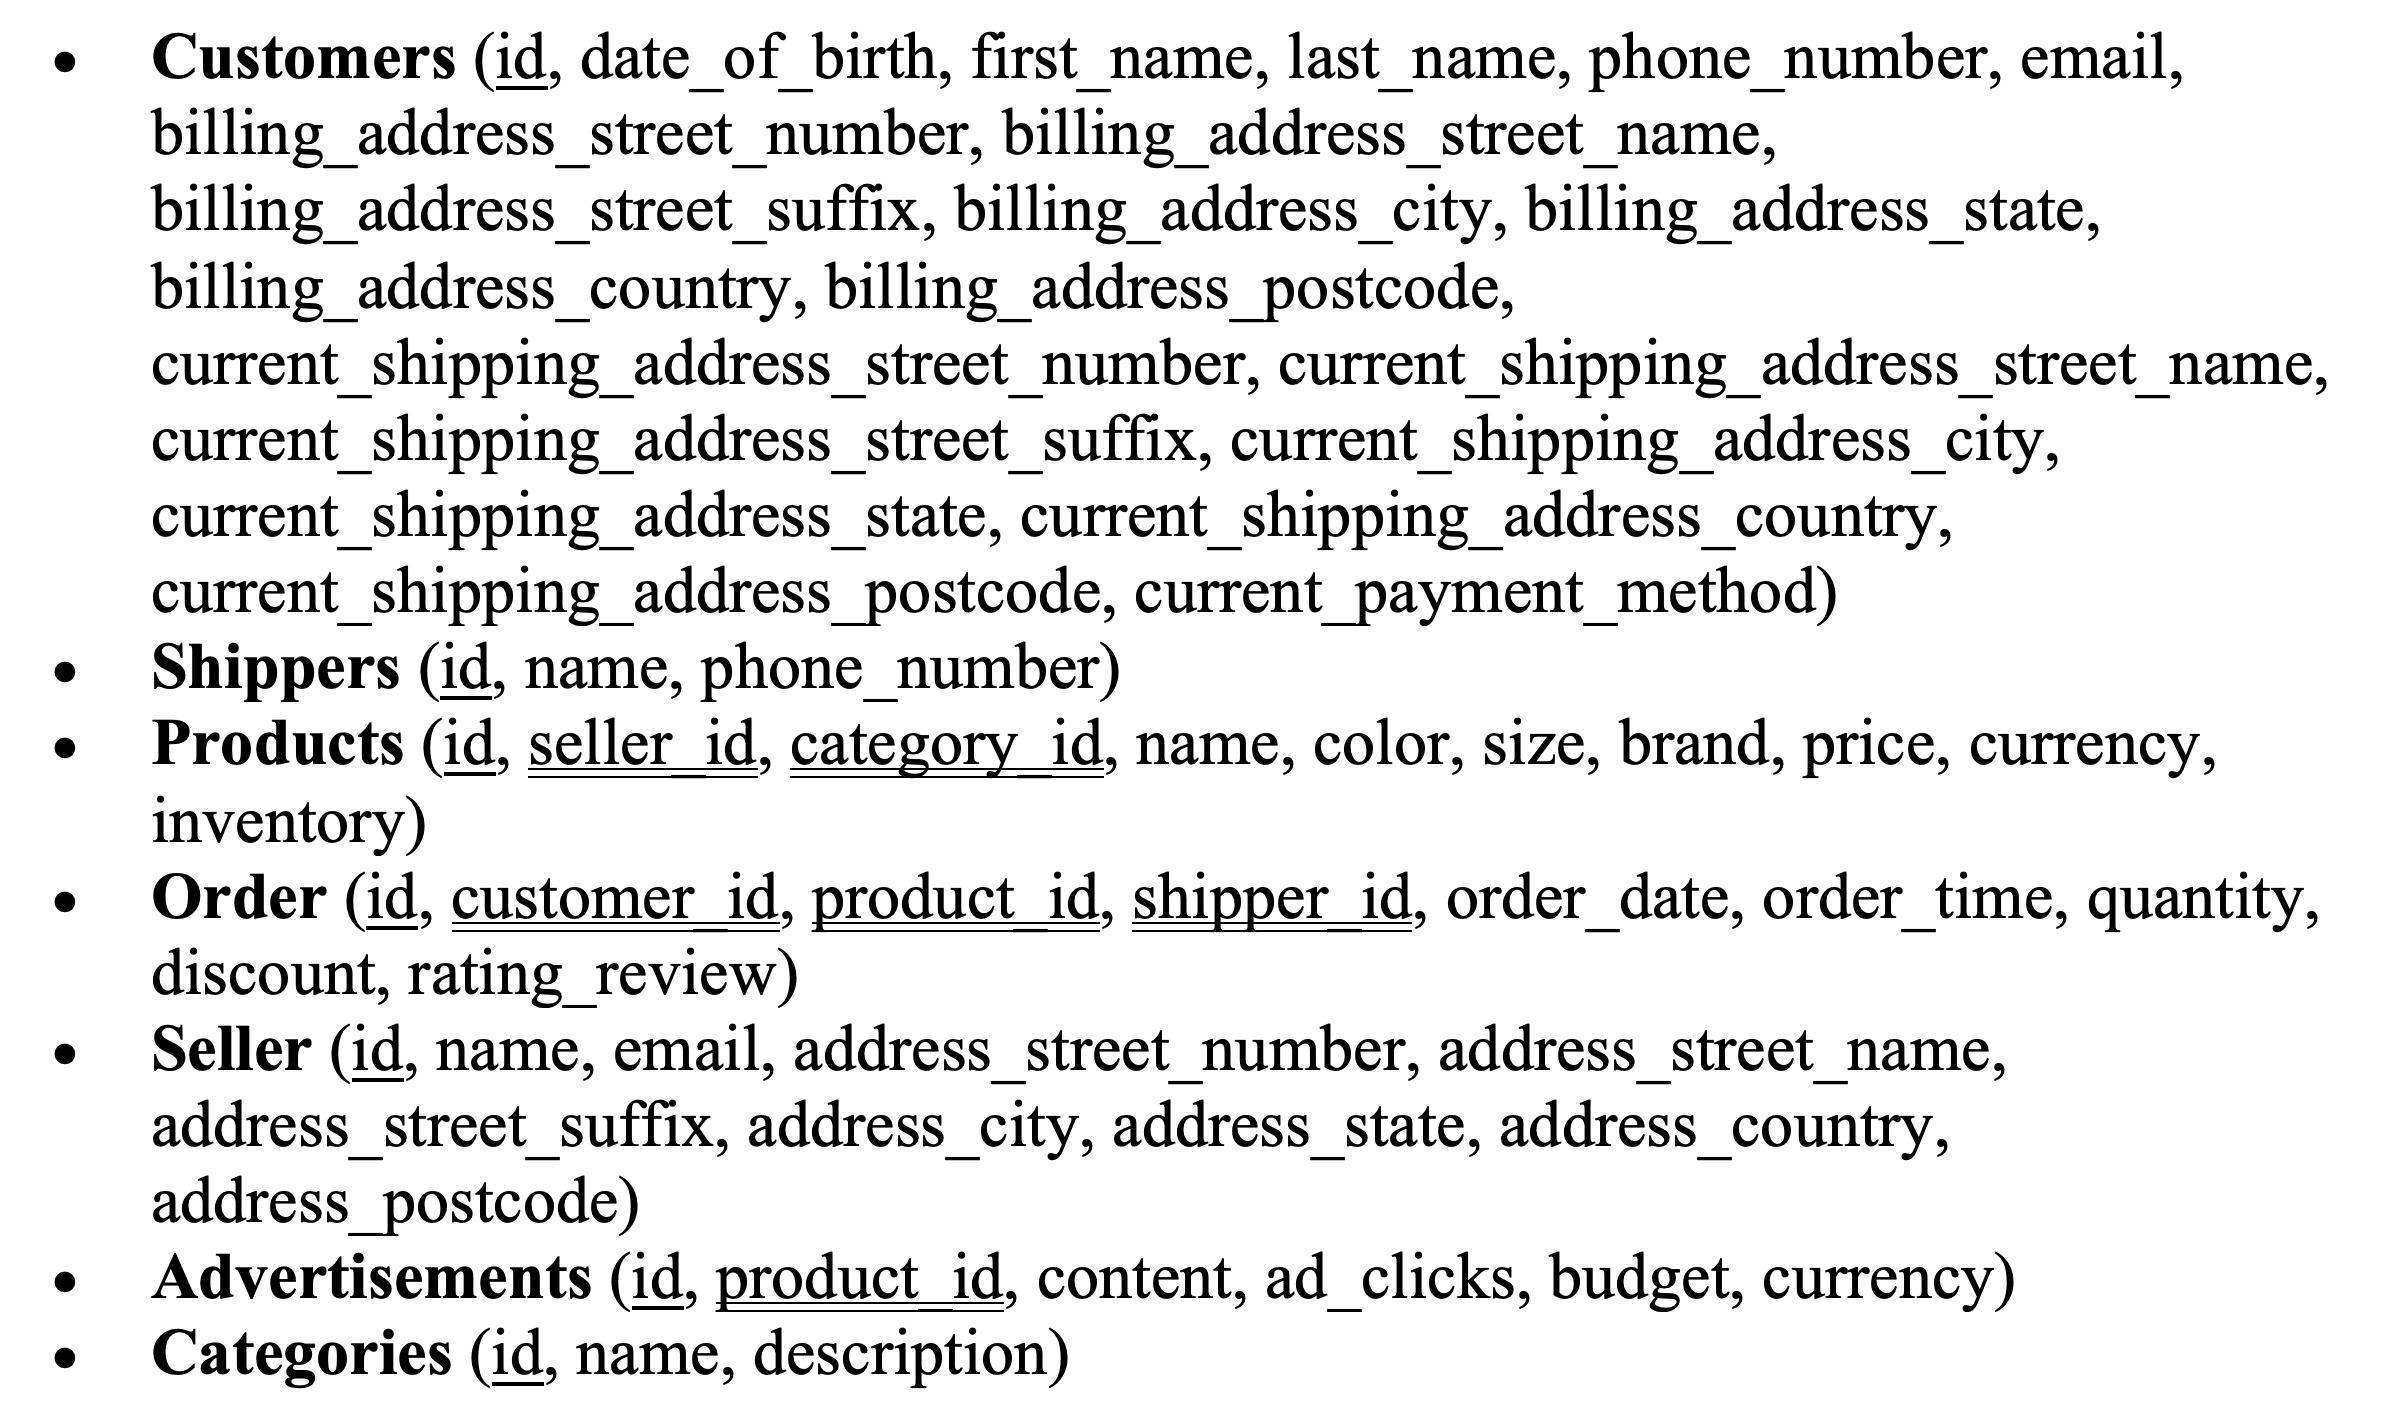 • Customers (id, date_of_birth, first_name, last_name, phone_number, email,
billing_address_street_number, billing_address_street_name,
billing_address_street_suffix, billing_address_city, billing_address_state,
billing_address_country, billing_address_postcode,
current_shipping_address_street_number, current_shipping_address_street_name,
current_shipping_address_street_suffix, current_shipping_address_city,
current_shipping_address_state, current_shipping_address_country,
current_shipping_address_postcode, current_payment_method)
• Shippers (id, name, phone_number)
• Products (id, seller_id, category_id, name, color, size, brand, price, currency,
inventory)
• Order (id, customer_id, product_id, shipper_id, order_date, order_time, quantity,
discount, rating_review)
• Seller (id, name, email, address_street_number, address_street_name,
address_street_suffix, address_city, address_state, address_country,
address_postcode)
• Advertisements (id, product_id, content, ad_clicks, budget, currency)
• Categories (id, name, description)